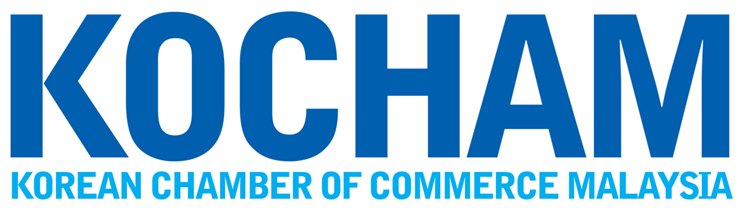 KOCHAM
KOREAN CHAMBER OF COMMERCE MALAYSIA